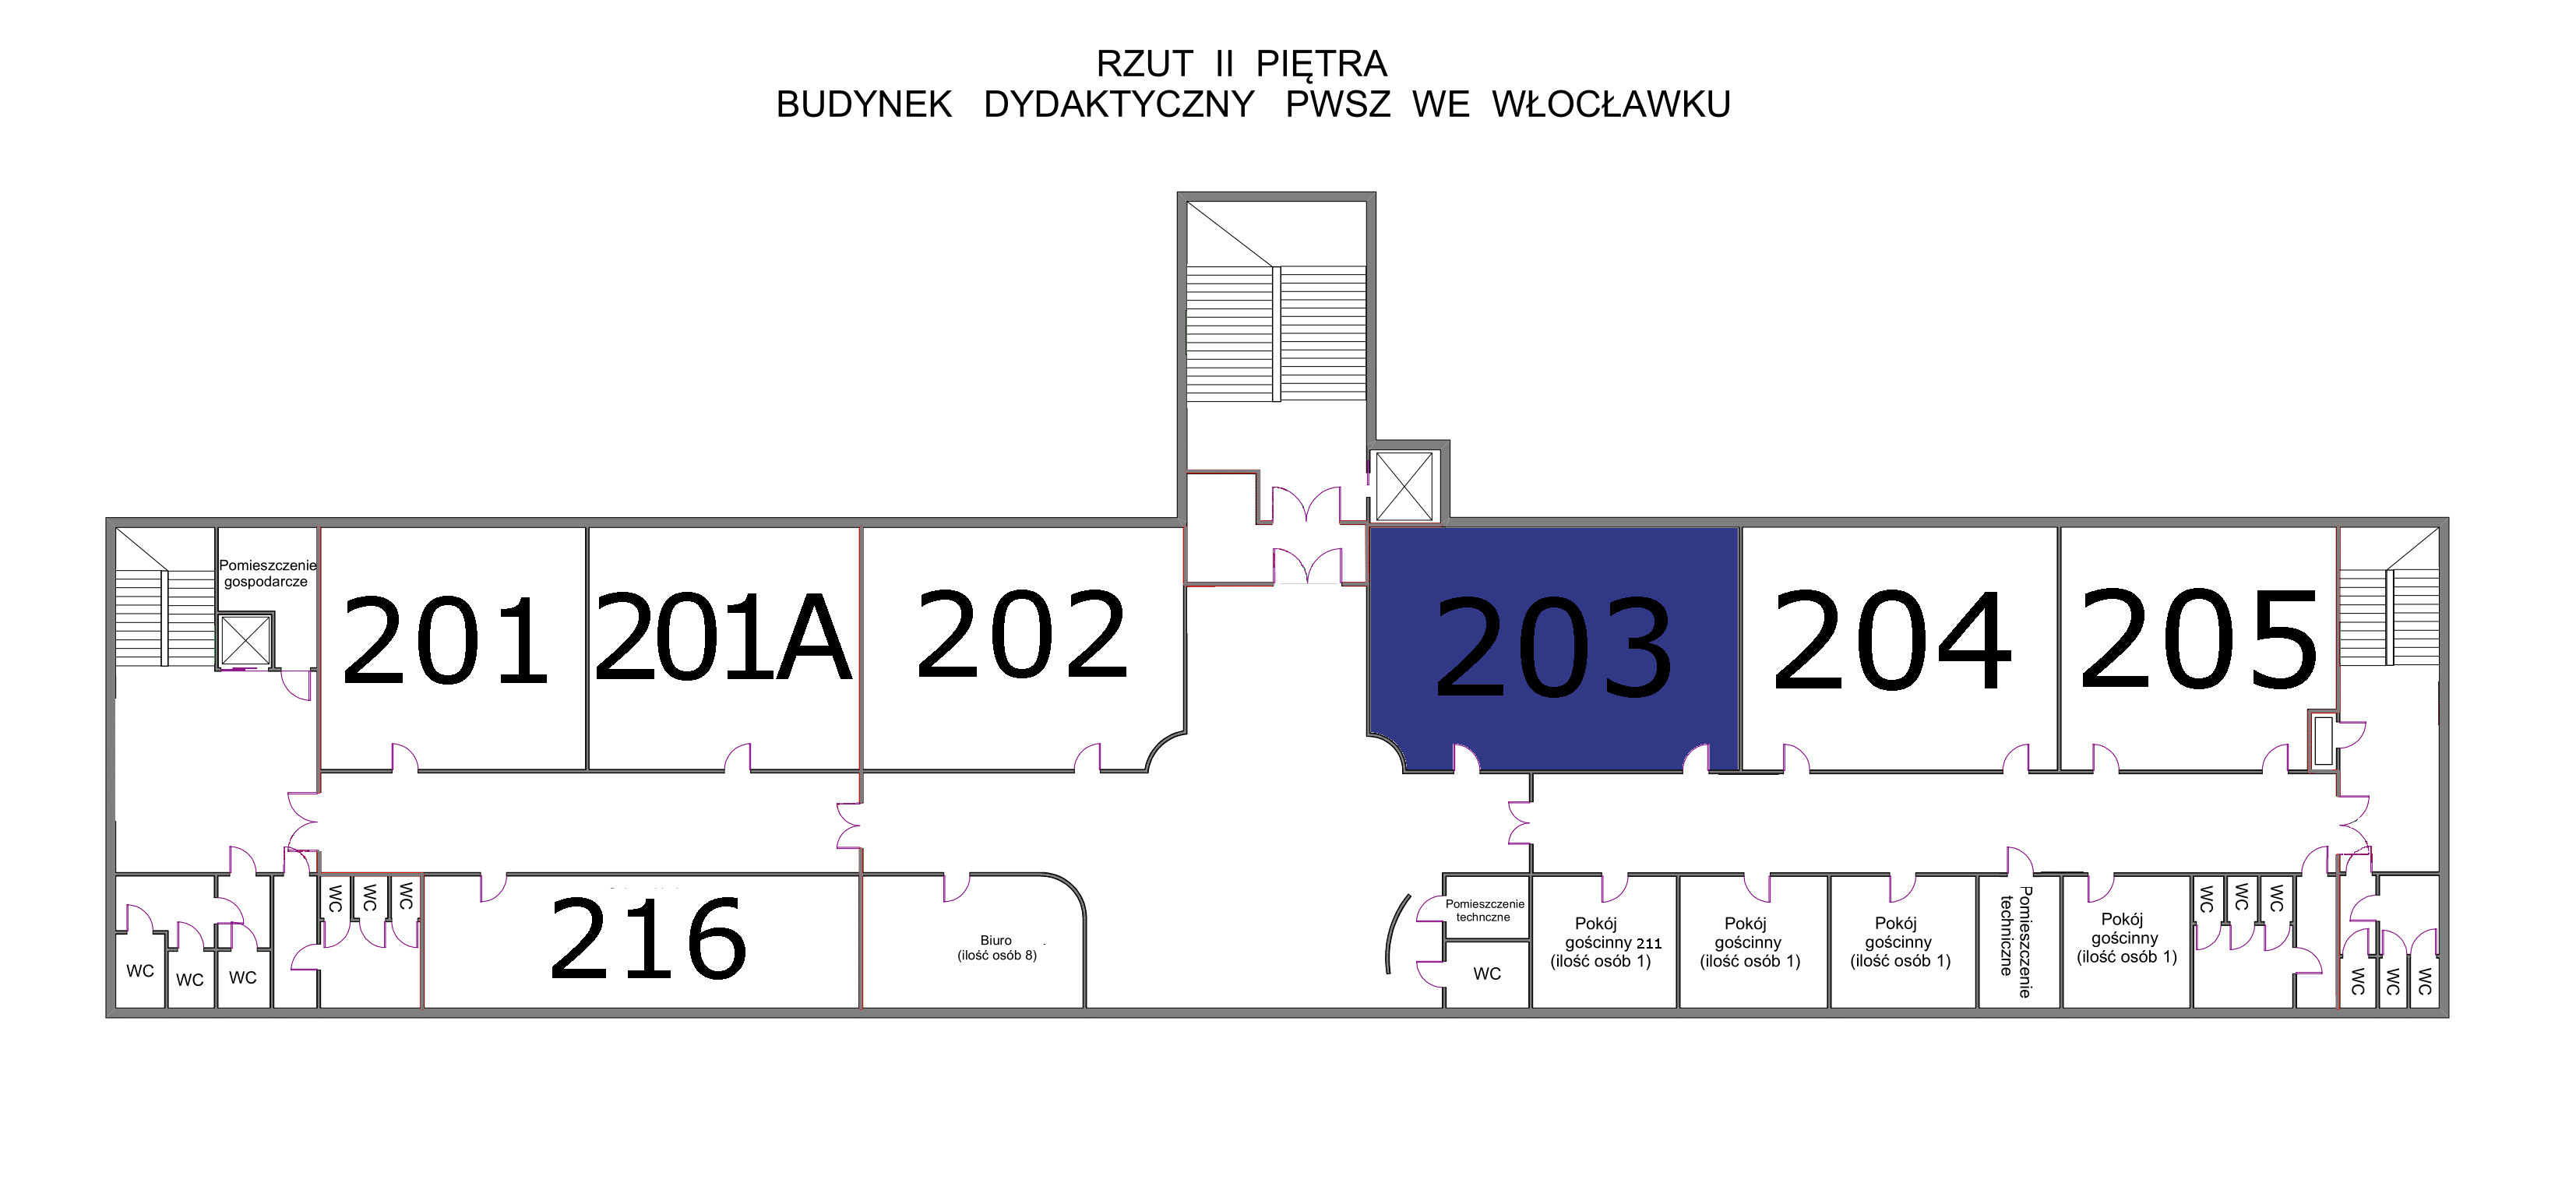 RZUT II PIĘTRA
BUDYNEK DYDAKTYCZNY PWSZ WE WŁOCŁAWKU
Pomieszczenie
gospodarcze
201
201A
202
203
204
205
WC
WC
WC
WC
WC
WC
216
Biuro
(ilość osób 8)
Pomieszczenie
technczne
WC
Pokój
gościnny 211
(ilość osób 1)
Pokój
gościnny
(ilość osób 1)
Pokój
gościnny
(ilość osób 1)
Pomieszczenie
techniczne
Pokój
gościnny
(ilość osób 1)
WC
WC
WC
WC
WC
WC